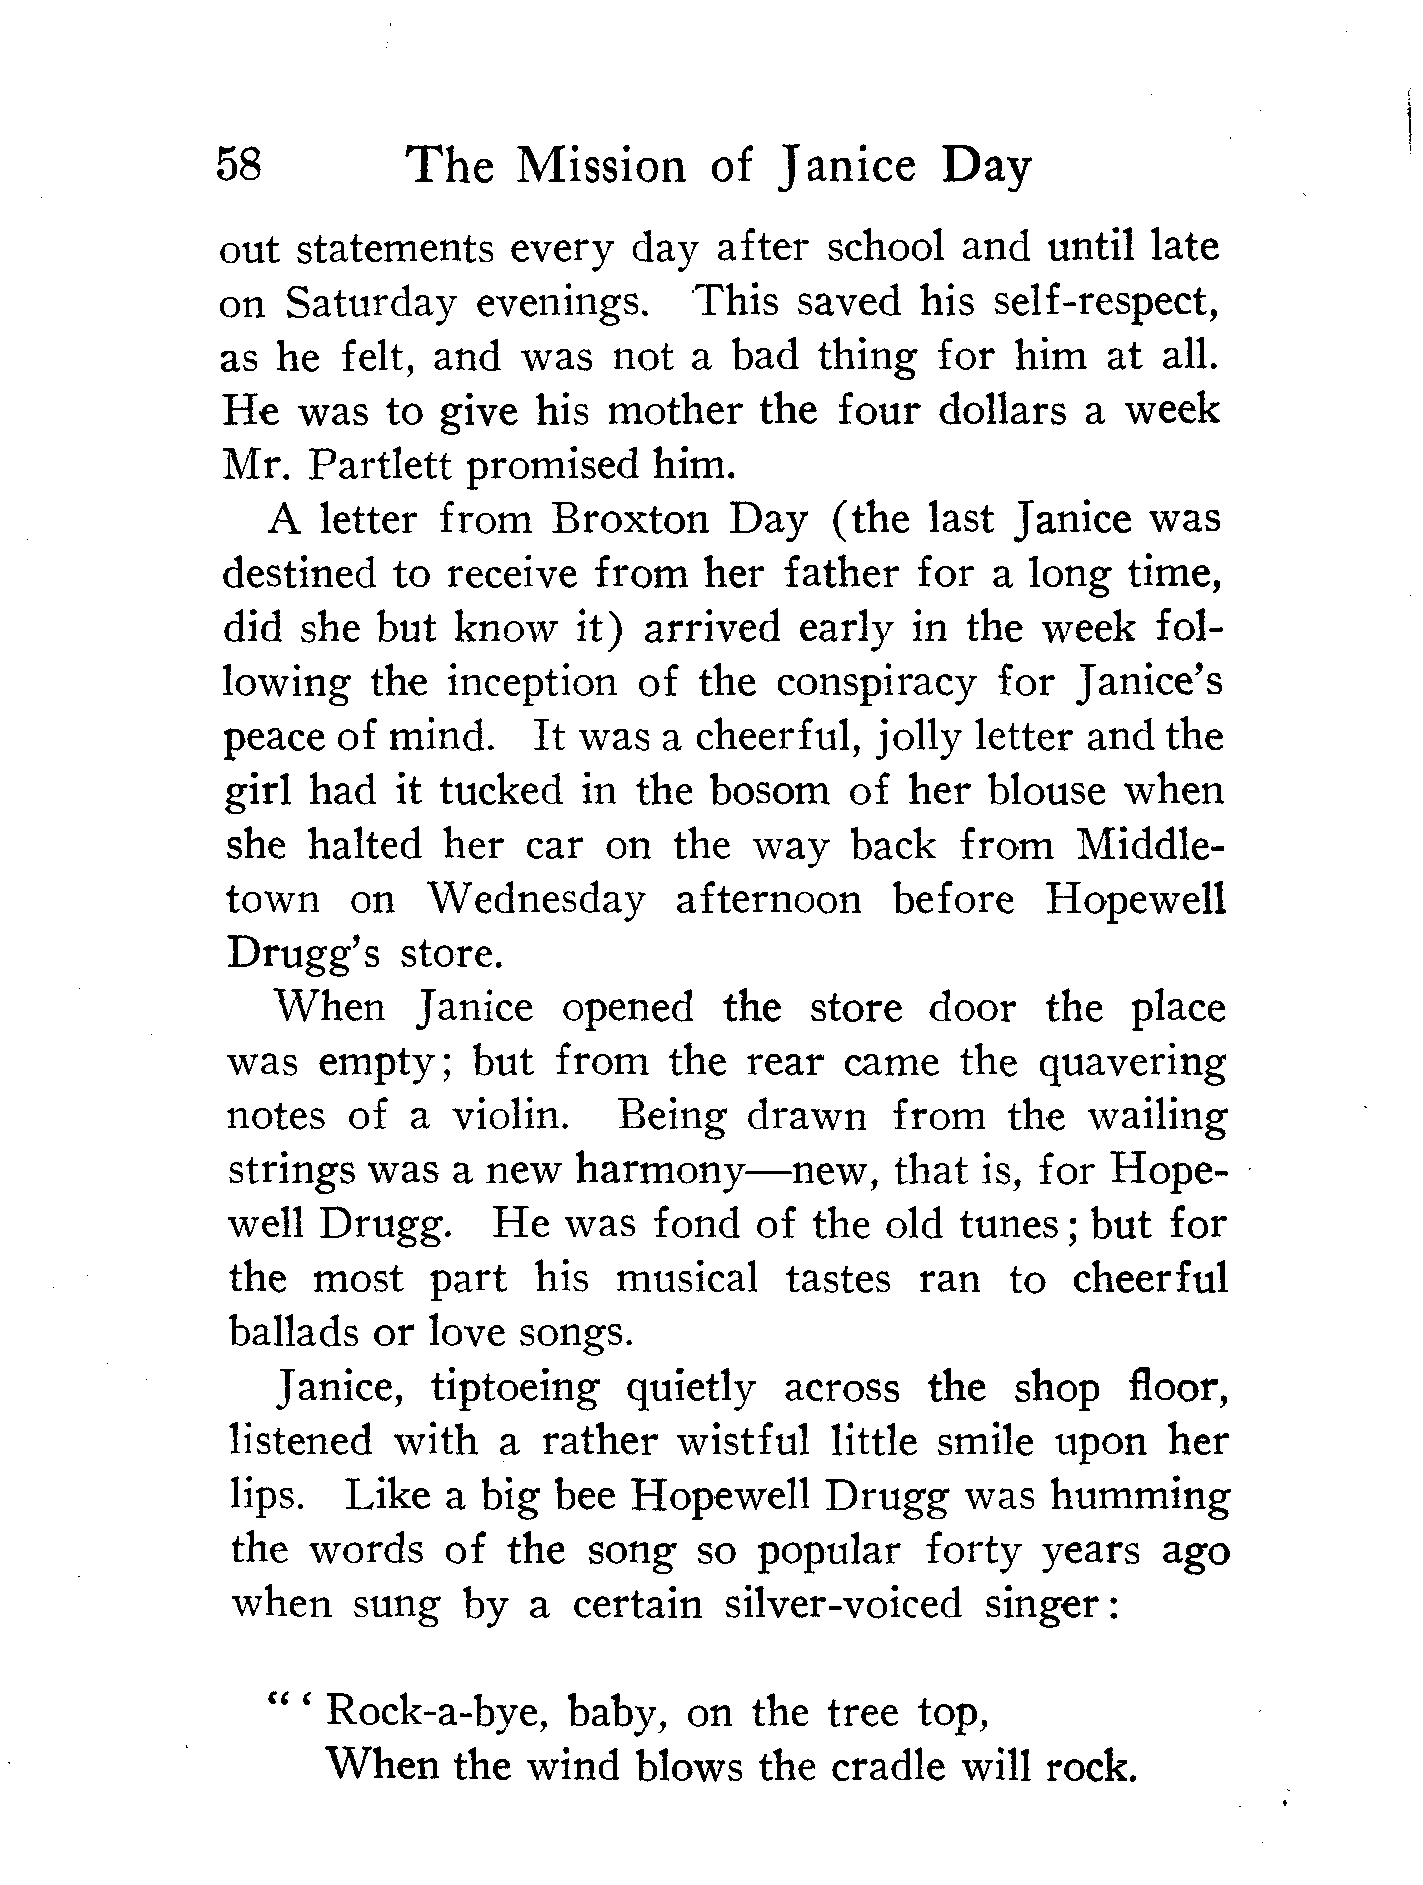 58 The Mission of Janice Day
out statements every day after school and until late
on Saturday evenings. This saved his self-respect,
as he felt, and was not a bad thing for him at all.
He was to give his mother the four dollars a week
Mr. Partlett promised him.
A letter from Broxton Day (the last Janice was
destined to receive from her father for a long time,
did she but know it) arrived early in the week fol-
lowing the inception of the conspiracy for Janice's
peace of mind. It was a cheerful, jolly letter and the
girl had it tucked in the bosom of her blouse when
she halted her car on the way back from Middle-
town on Wednesday afternoon before Hopewell
Drugg's store.
When Janice opened the store door the place
was empty; but from the rear came the quavering
notes of a violin. Being drawn from the wailing
strings was a new harmony—new, that is, for Hope-
well Drugg. He was fond of the old tunes; but for
the most part his musical tastes ran to cheerful
ballads or love songs.
Janice, tiptoeing quietly across the shop floor,
listened with a rather wistful little smile upon her
lips. Like a big bee Hopewell Drugg was humming
the words of the song so popular forty years ago
when sung by a certain silver-voiced singer:
“ ‘ Rock-a-bye, baby, on the tree top,
When the wind blows the cradle will rock.